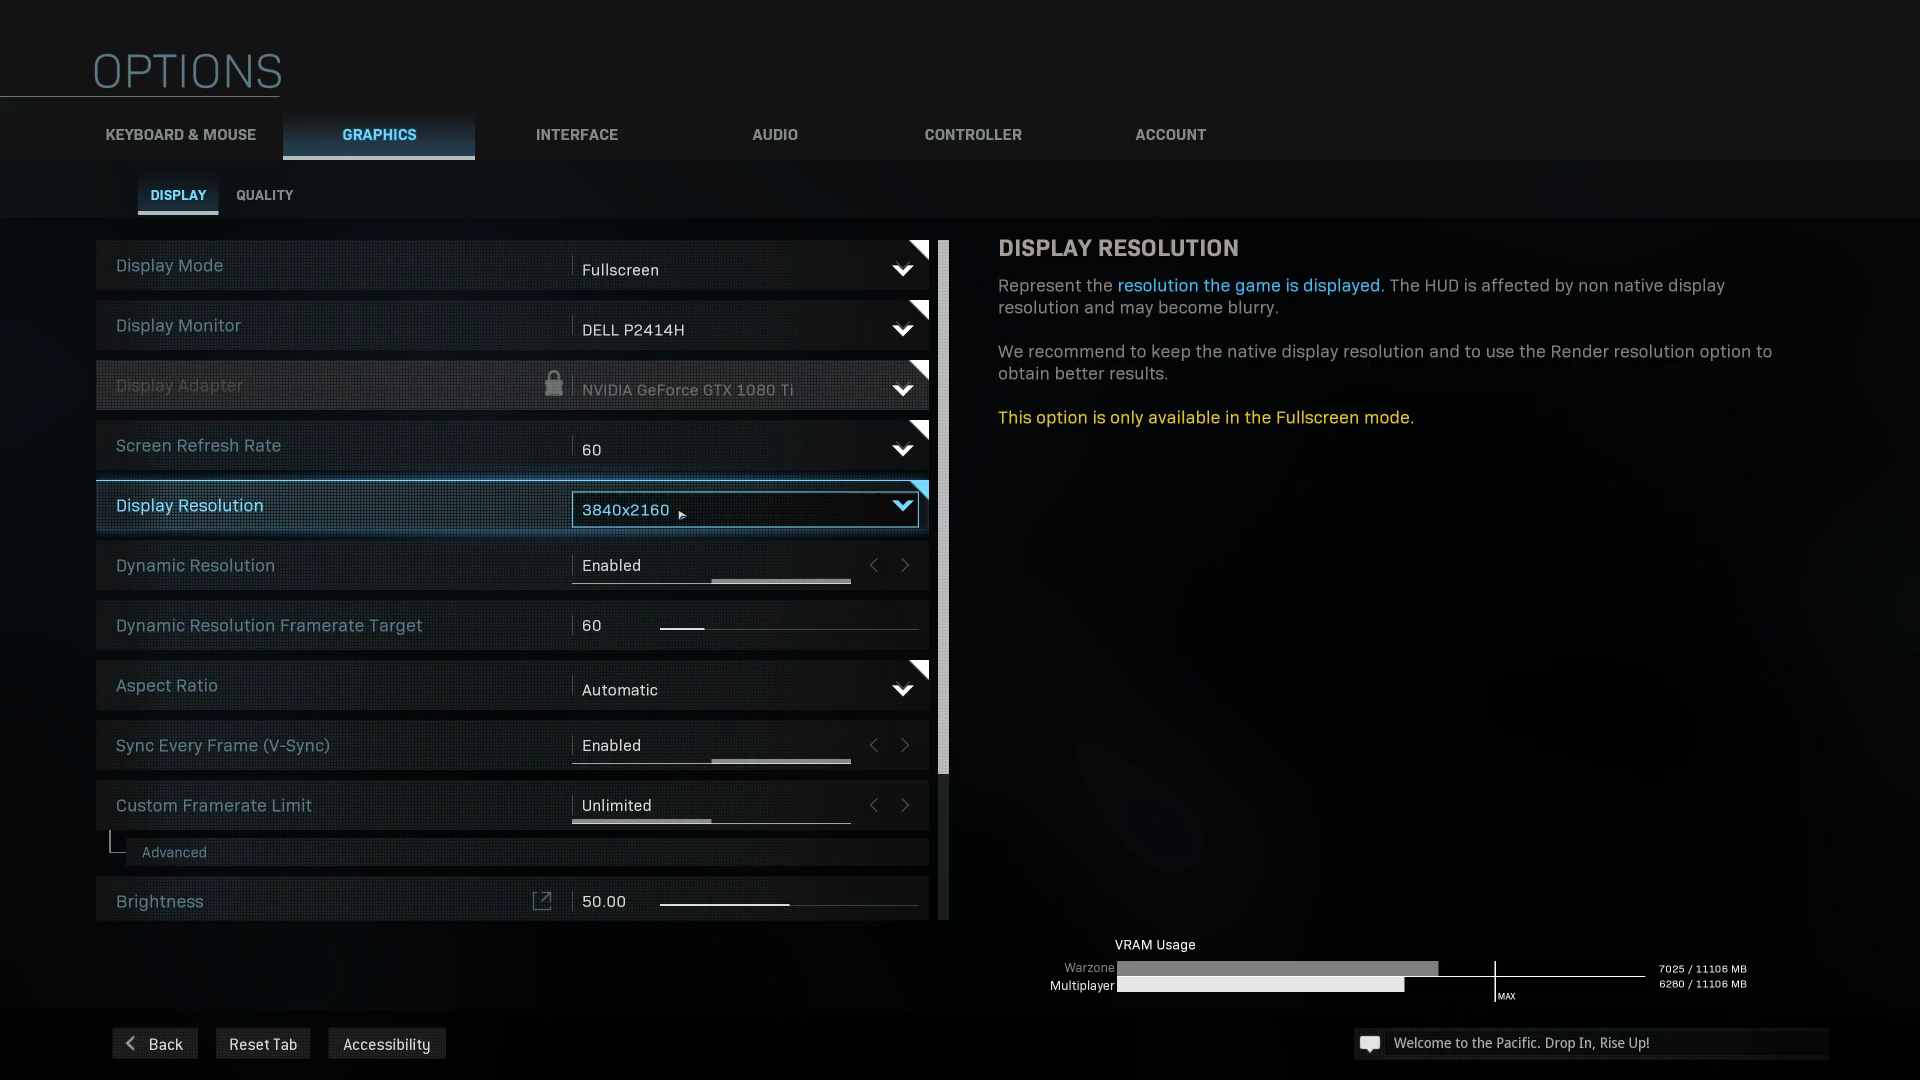 OPTIONS
KEYBOARD & MOUSE GRAPHICS INTERFACE AUDIO CONTROLLER ACCOUNT
DISPLAY QUALITY
Display Mode Fullscreen
Display Monitor DELL P2414H
Display Adapter NVIDIA GeForce GTX 1080 Ti
Screen Refresh Rate 60
Display Resolution 3840x2160
Dynamic Resolution Enabled
Dynamic Resolution Framerate Target 60
Aspect Ratio Automatic
Sync Every Frame (V-Sync) Enabled
Custom Framerate Limit Unlimited
Advanced
Brightness 50.00
DISPLAY RESOLUTION
Represent the resolution the game is displayed. The HUD is affected by non native display
resolution and may become blurry.
We recommend to keep the native display resolution and to use the Render resolution option to
obtain better results.
This option is only available in the Fullscreen mode.
VRAM Usage
Warzone 7025 / 11106 MB
Multiplayer 6280 / 11106 MB
MAX
Back Reset Tab Accessibility
Welcome to the Pacific. Drop In, Rise Up!